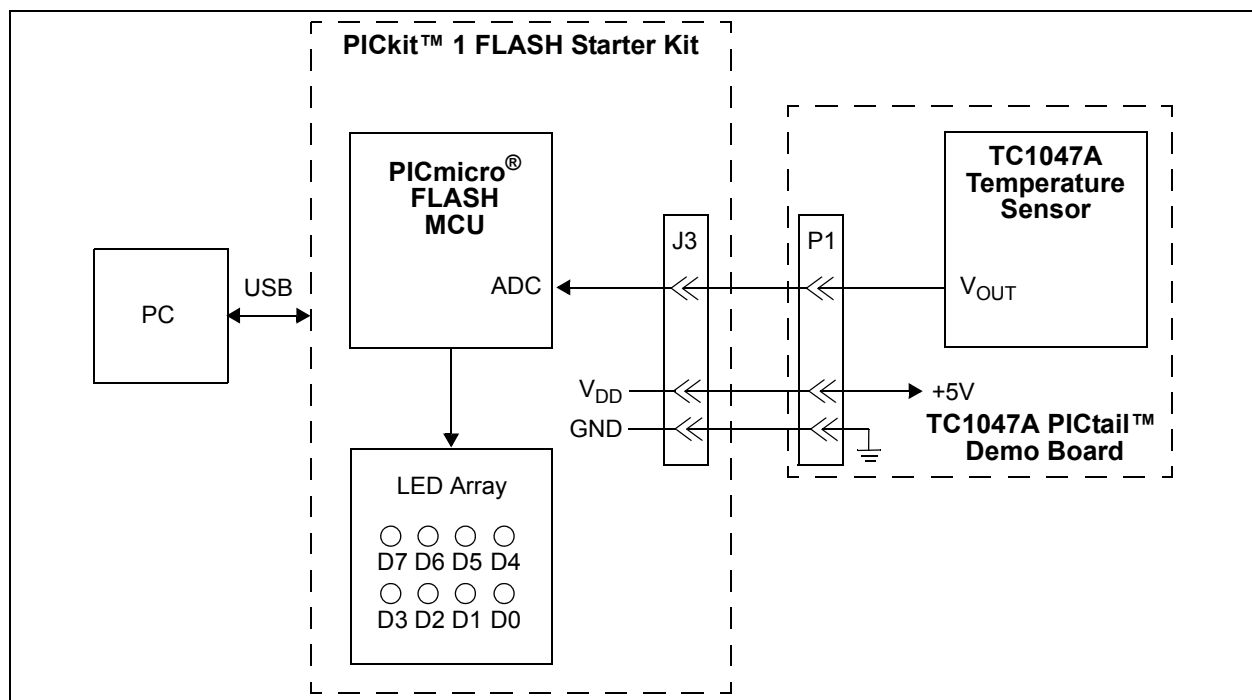 PICkit™ 1 FLASH Starter Kit
PICmicro®
FLASH
MCU
ADC
TC1047A
Temperature
Sensor
VOUT
J3
P1
PC
USB
VDD
GND
+5V
TC1047A PICtail™
Demo Board
LED Array
D7 D6 D5 D4
D3 D2 D1 D0